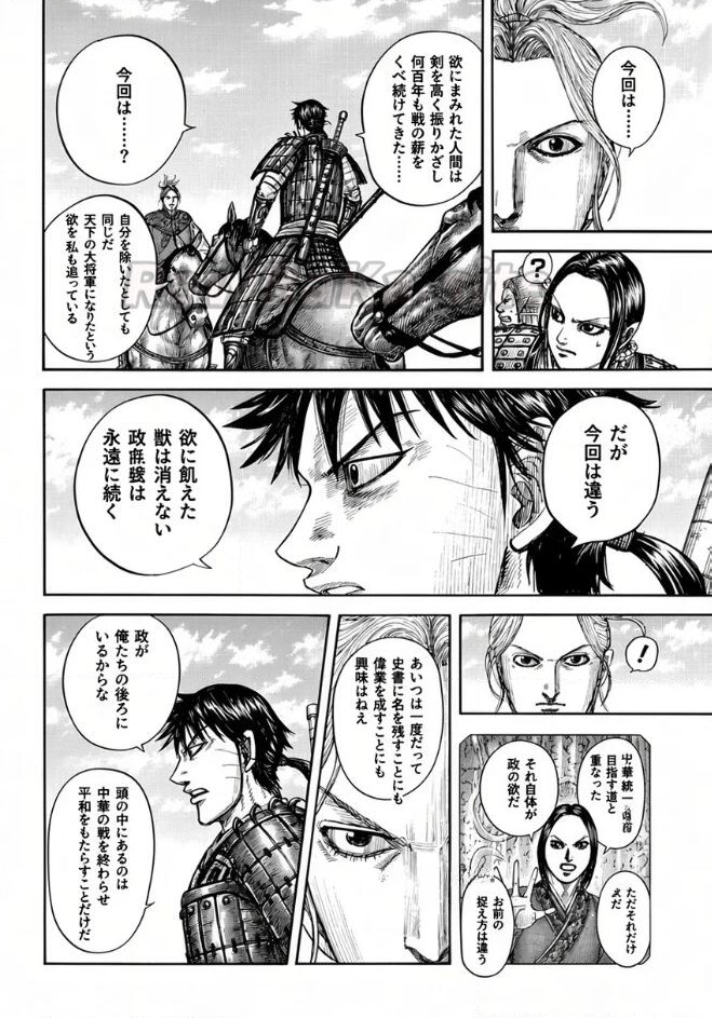 今回は……
欲にまみれた人間は
剣を高く振りかざし
何百年も戦の薪を
くべ続けてきた……
今回は……
?
自分を除いたとしても
同じだ
天下の大将軍になりたという
欲を私も追っている
?
だが
今回は違う
欲に飢えた
獣は消えない
政
は
永遠に続く
!
華統一
目指す道と
重なった
それ自体が
政の欲だ
ただそれだけ
だ
お前の
捉え方は違う
あいつは一度だって
史書に名を残すことにも
偉業を成すことにも
興味はねえ
政が
俺たちの後ろに
いるからな
頭の中にあるのは
中華の戦を終わらせ
平和をもたらすことだけだ